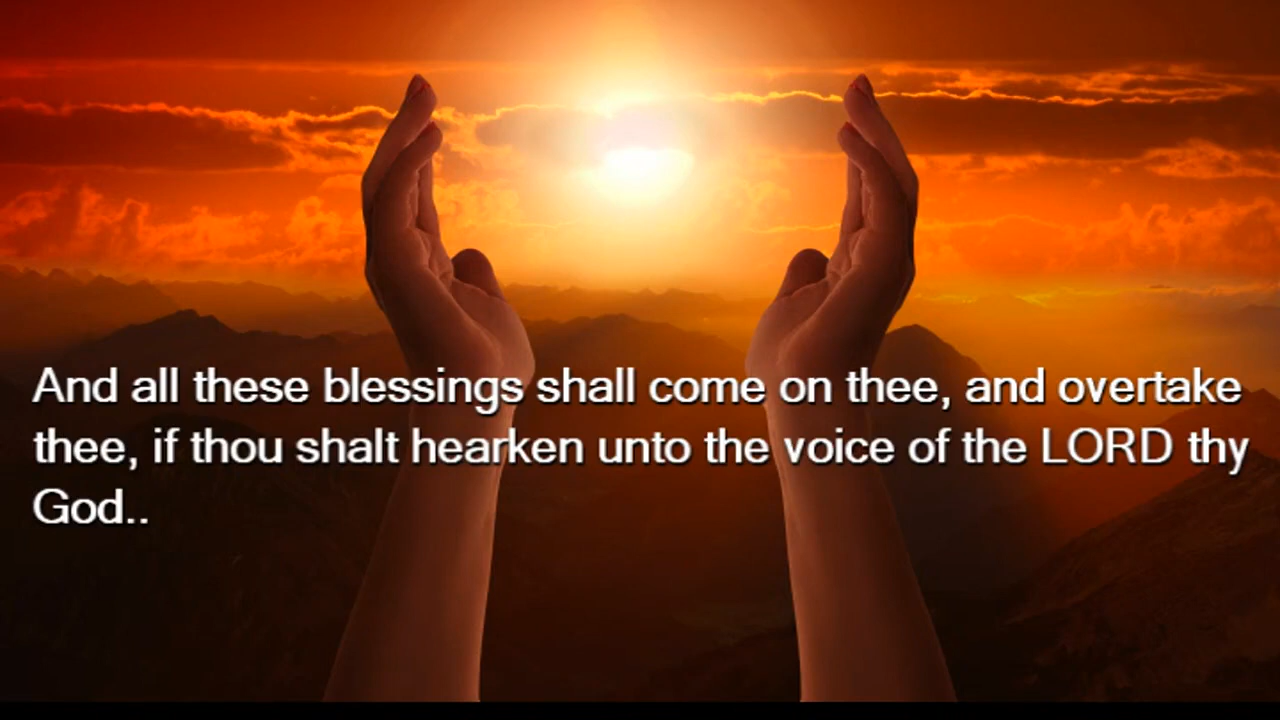 And all these blessings shall come on thee, and overtake
thee, if thou shalt hearken unto the voice of the LORD thy
God..